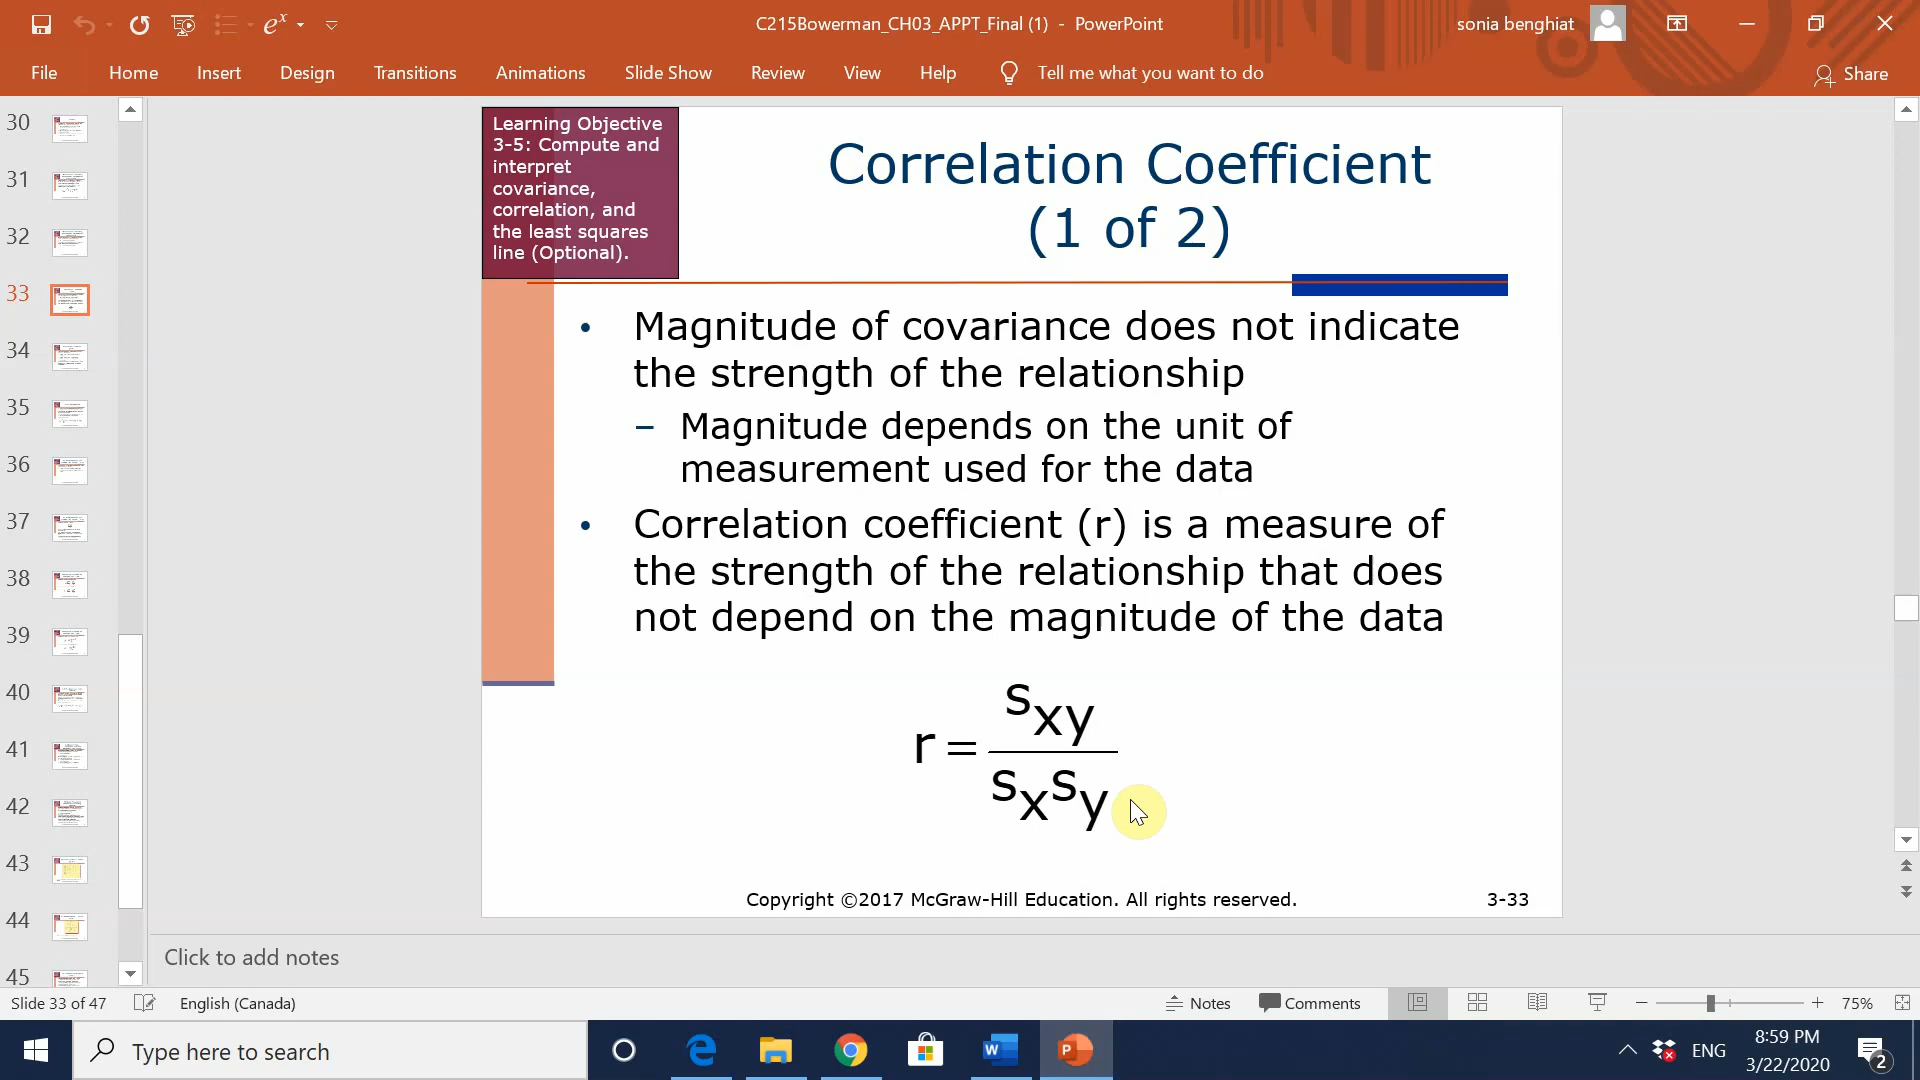 C215Bowerman_CH03_APPT_Final (1) - PowerPoint
sonia benghiat
File Home Insert Design Transitions Animations Slide Show Review View Help Tell me what you want to do Share
30
31
32
33
34
35
36
37
38
39
40
41
42
43
44
45
Learning Objective
3-5: Compute and
interpret
covariance,
correlation, and
the least squares
line (Optional).
Correlation Coefficient
(1 of 2)
• Magnitude of covariance does not indicate
the strength of the relationship
– Magnitude depends on the unit of
measurement used for the data
• Correlation coefficient (r) is a measure of
the strength of the relationship that does
not depend on the magnitude of the data
r = sxy / sxsy
Copyright ©2017 McGraw-Hill Education. All rights reserved. 3-33
Click to add notes
Slide 33 of 47 English (Canada) Notes Comments 75%
Type here to search
ENG
8:59 PM
3/22/2020
2